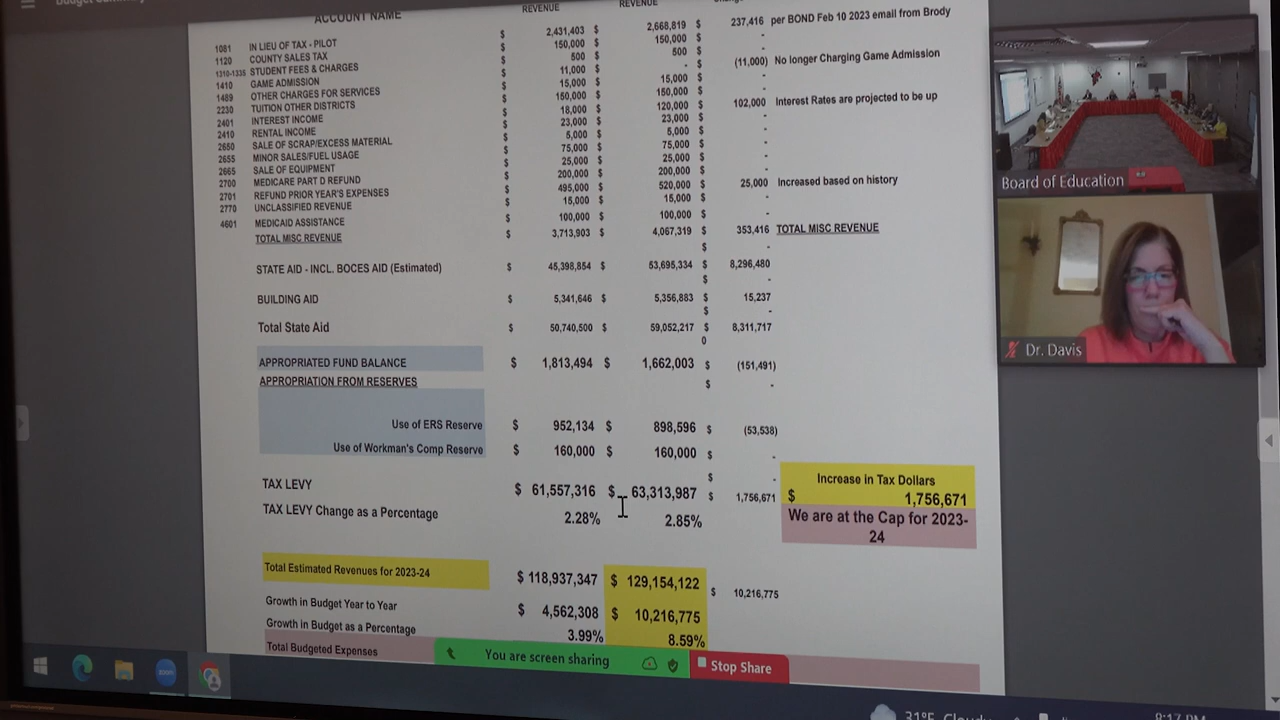 ACCOUNT NAME REVENUE REVENUE
$ 2,431,403 $ 2,668,819 $ 237,416 per BOND Feb 10 2023 email from Brody
1081 IN LIEU OF TAX - PILOT $ 150,000 $ 150,000 $ -
1120 COUNTY SALES TAX $ 500 $ 500 $ -
1310-1335 STUDENT FEES & CHARGES $ 11,000 $ - $ (11,000) No longer Charging Game Admission
1410 GAME ADMISSION $ 15,000 $ 15,000 $ -
1489 OTHER CHARGES FOR SERVICES $ 150,000 $ 150,000 $ -
2230 TUITION OTHER DISTRICTS $ 18,000 $ 120,000 $ 102,000 Interest Rates are projected to be up
2401 INTEREST INCOME $ 23,000 $ 23,000 $ -
2410 RENTAL INCOME $ 5,000 $ 5,000 $ -
2650 SALE OF SCRAP/EXCESS MATERIAL $ 75,000 $ 75,000 $ -
2655 MINOR SALES/FUEL USAGE $ 25,000 $ 25,000 $ -
2665 SALE OF EQUIPMENT $ 200,000 $ 200,000 $ -
2700 MEDICARE PART D REFUND $ 495,000 $ 520,000 $ 25,000 Increased based on history
2701 REFUND PRIOR YEAR'S EXPENSES $ 15,000 $ 15,000 $ -
2770 UNCLASSIFIED REVENUE
4601 MEDICAID ASSISTANCE $ 100,000 $ 100,000 $ -
TOTAL MISC REVENUE $ 3,713,903 $ 4,067,319 $ 353,416 TOTAL MISC REVENUE
$ -
STATE AID - INCL. BOCES AID (Estimated) $ 45,398,854 $ 53,695,334 $ 8,296,480
$ -
BUILDING AID $ 5,341,646 $ 5,356,883 $ 15,237
$ -
Total State Aid $ 50,740,500 $ 59,052,217 $ 8,311,717
0
APPROPRIATED FUND BALANCE $ 1,813,494 $ 1,662,003 $ (151,491)
APPROPRIATION FROM RESERVES $ -
Use of ERS Reserve $ 952,134 $ 898,596 $ (53,538)
Use of Workman's Comp Reserve $ 160,000 $ 160,000 $ -
$ -
TAX LEVY $ 61,557,316 $ 63,313,987 $ 1,756,671
TAX LEVY Change as a Percentage 2.28% 2.85%
Increase in Tax Dollars
$ 1,756,671
We are at the Cap for 2023-
24
Total Estimated Revenues for 2023-24 $ 118,937,347 $ 129,154,122 $ 10,216,775
Growth in Budget Year to Year $ 4,562,308 $ 10,216,775
Growth in Budget as a Percentage 3.99% 8.59%
Total Budgeted Expenses
Board of Education
Dr. Davis
You are screen sharing Stop Share
zoom
31°F Cloudy